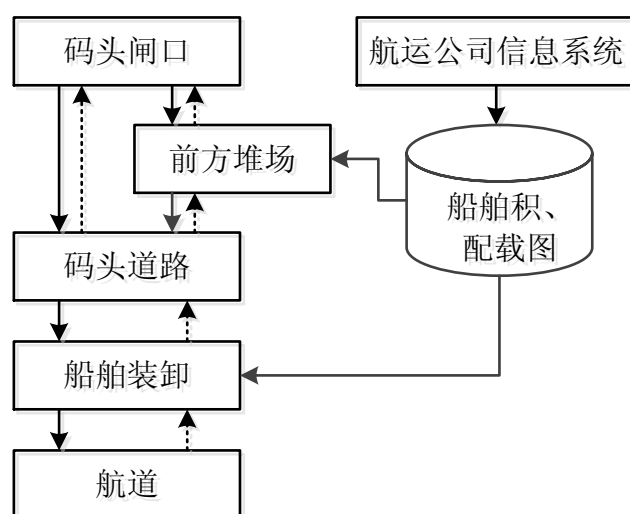 码头闸口
航运公司信息系统
前方堆场
船舶积、
配载图
码头道路
船舶装卸
航道